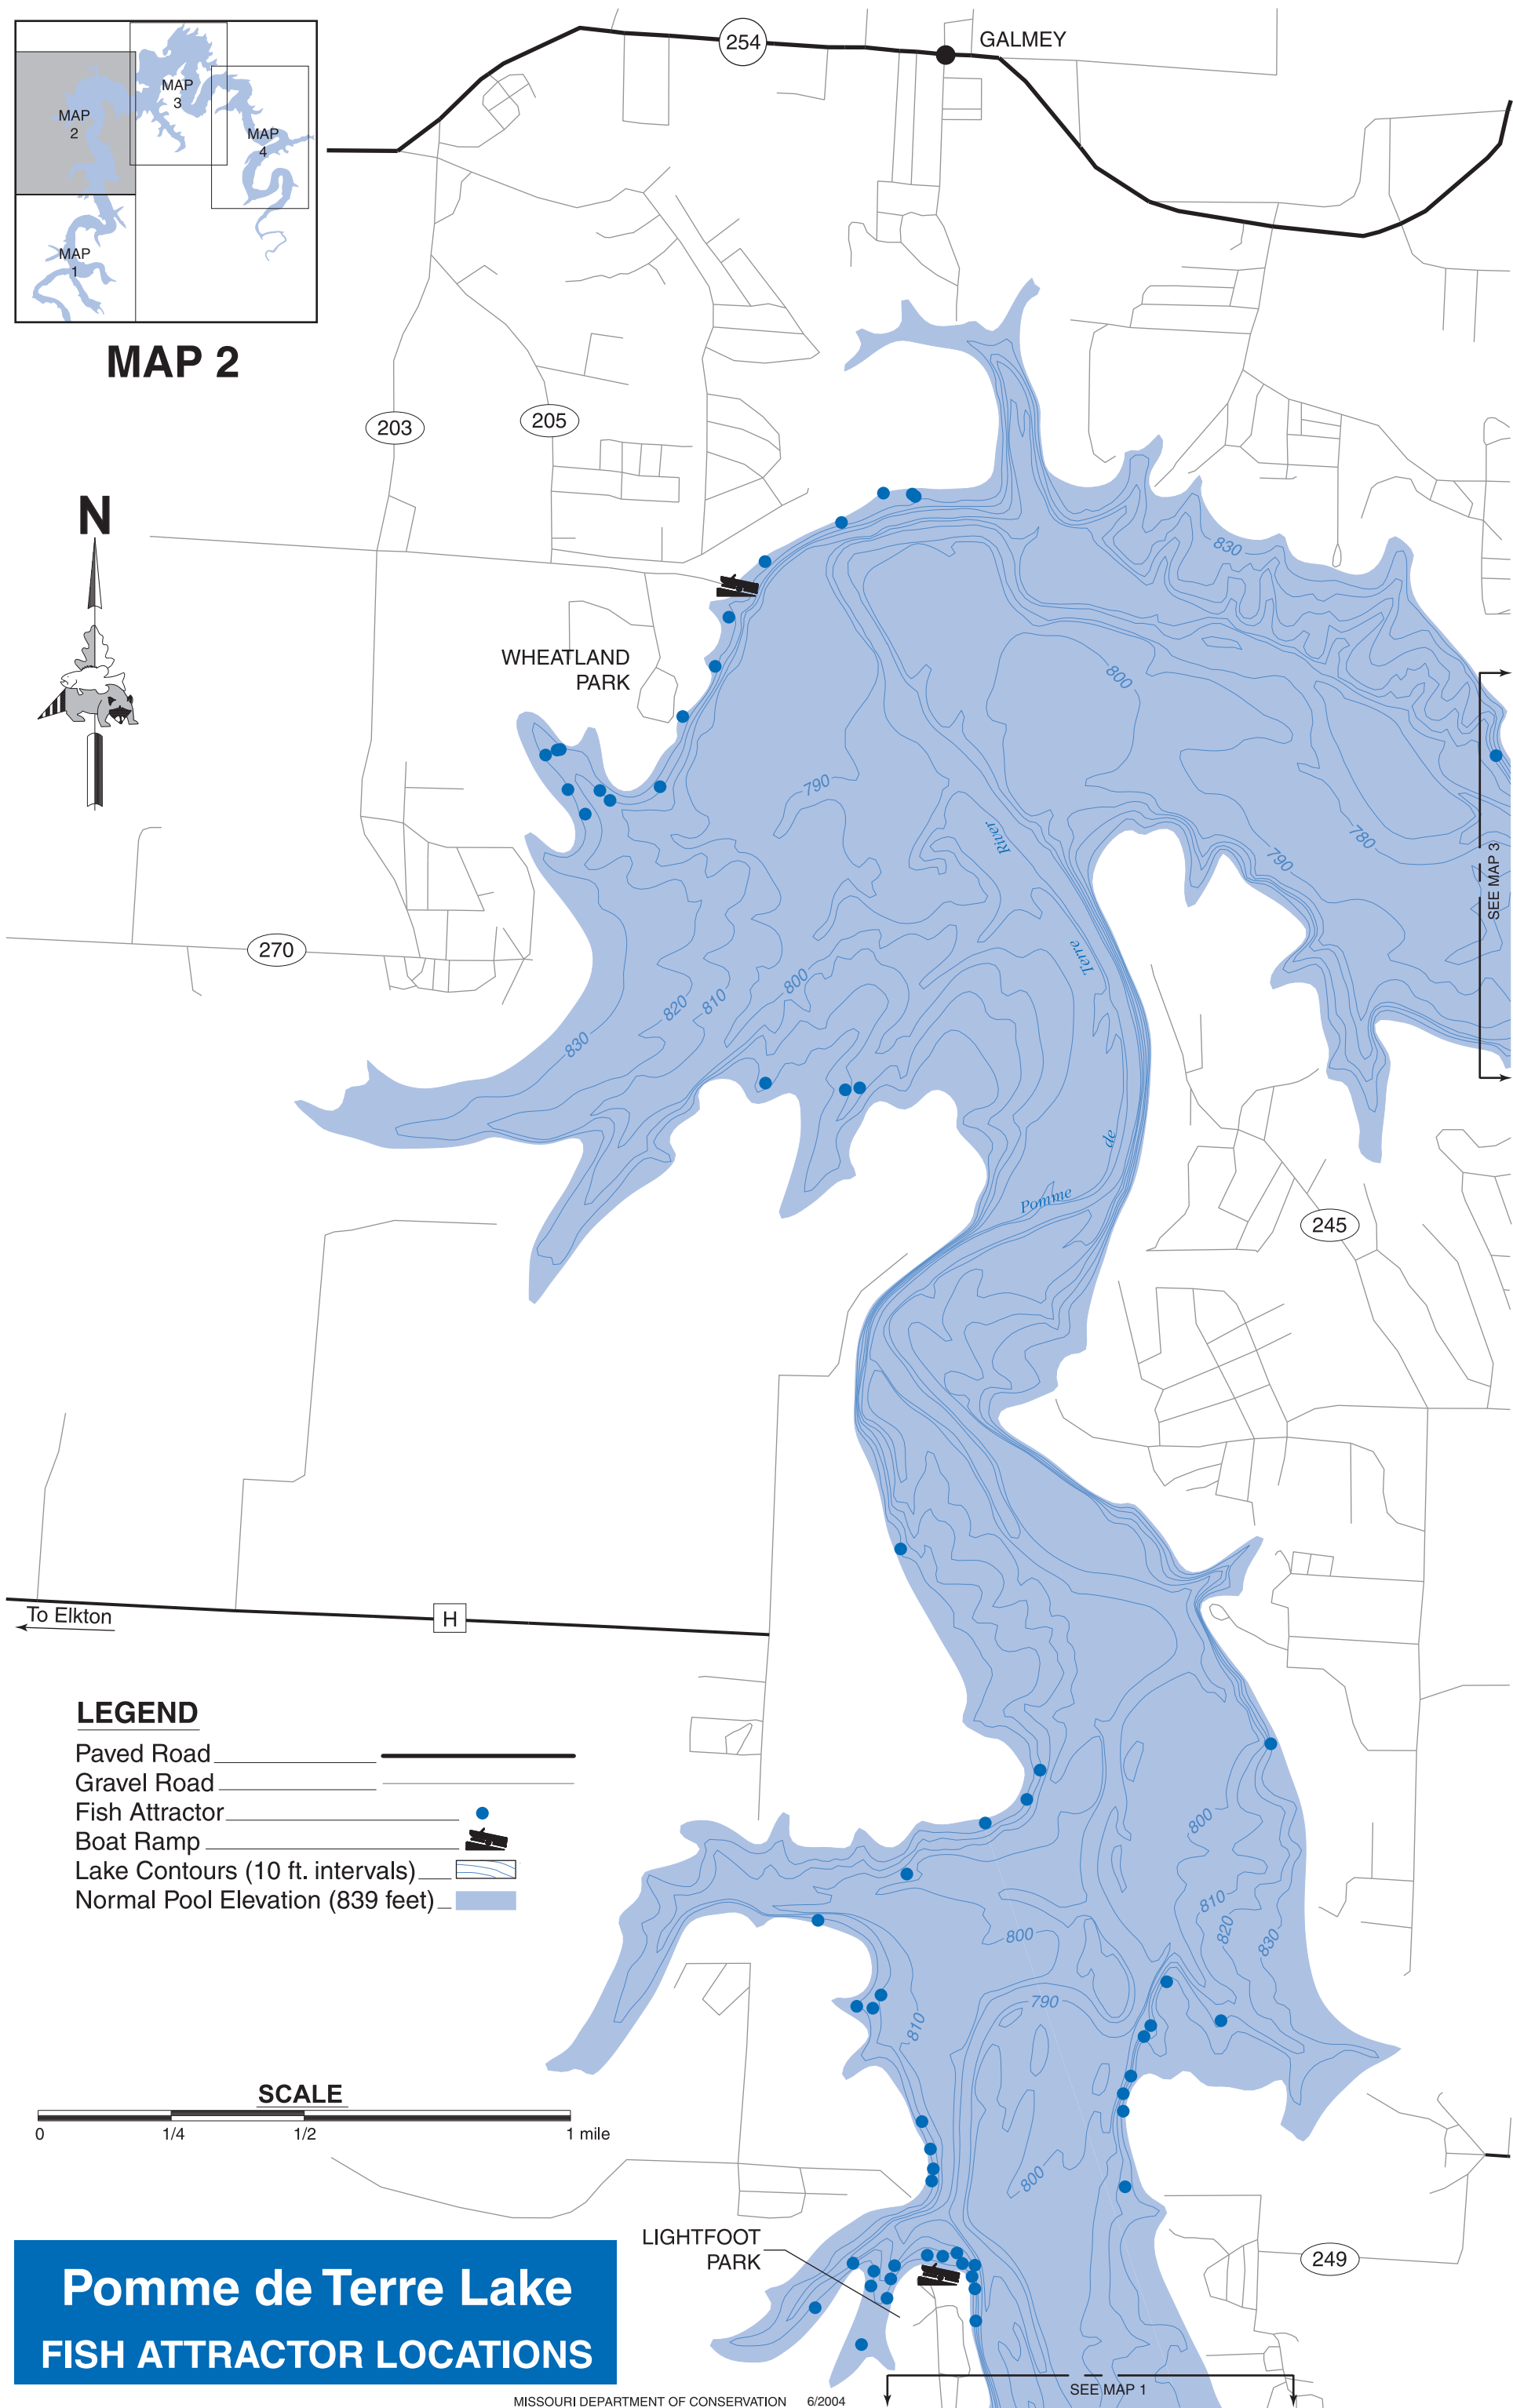 MAP
2
MAP
3
MAP
4
MAP
1
MAP 2
254
GALMEY
203
205
N
WHEATLAND
PARK
830
800
790
780
790
SEE MAP 3
River
Terre
de
Pomme
270
800
810
820
830
245
To Elkton
H
LEGEND
Paved Road
Gravel Road
Fish Attractor
Boat Ramp
Lake Contours (10 ft. intervals)
Normal Pool Elevation (839 feet)
800
810
820
830
800
790
810
800
SCALE
0 1/4 1/2 1 mile
LIGHTFOOT
PARK
249
Pomme de Terre Lake
FISH ATTRACTOR LOCATIONS
SEE MAP 1
MISSOURI DEPARTMENT OF CONSERVATION 6/2004